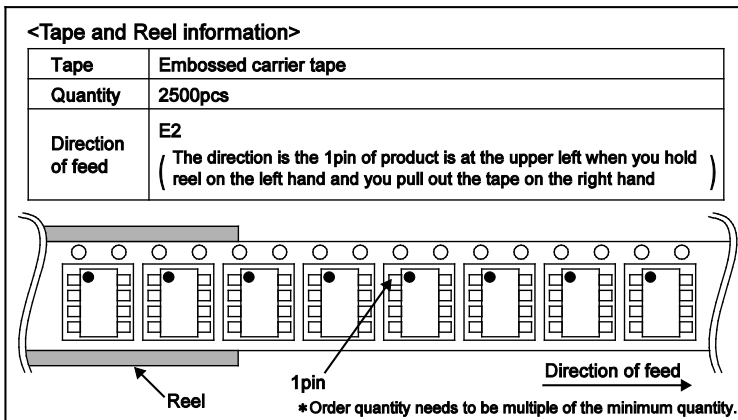 <Tape and Reel information>
Tape Embossed carrier tape
Quantity 2500pcs
Direction of feed E2
( The direction is the 1pin of product is at the upper left when you hold
reel on the left hand and you pull out the tape on the right hand )
Direction of feed
1pin
Reel
*Order quantity needs to be multiple of the minimum quantity.